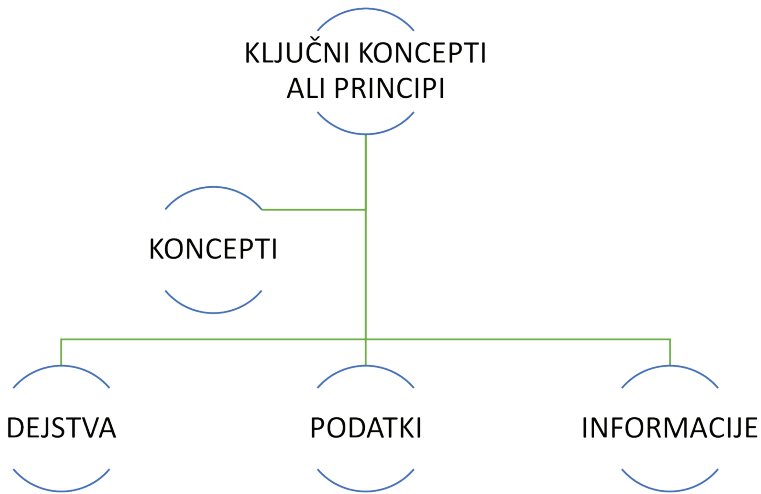 KLJUČNI KONCEPTI
ALI PRINCIPI
KONCEPTI
DEJSTVA
PODATKI
INFORMACIJE